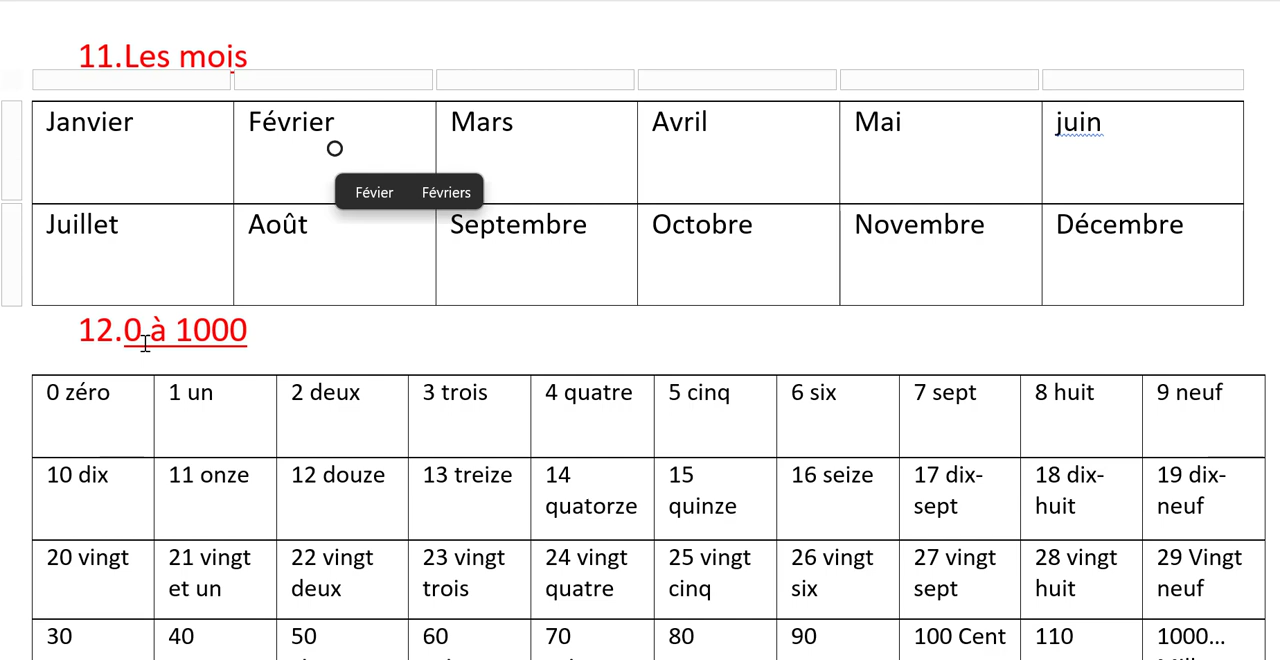 11.Les mois
Janvier Février Mars Avril Mai juin
Févier Févriers
Juillet Août Septembre Octobre Novembre Décembre
12.0 à 1000
0 zéro 1 un 2 deux 3 trois 4 quatre 5 cinq 6 six 7 sept 8 huit 9 neuf
10 dix 11 onze 12 douze 13 treize 14 quatorze 15 quinze 16 seize 17 dix-sept 18 dix-huit 19 dix-neuf
20 vingt 21 vingt et un 22 vingt deux 23 vingt trois 24 vingt quatre 25 vingt cinq 26 vingt six 27 vingt sept 28 vingt huit 29 Vingt neuf
30 40 50 60 70 80 90 100 Cent 110 1000...